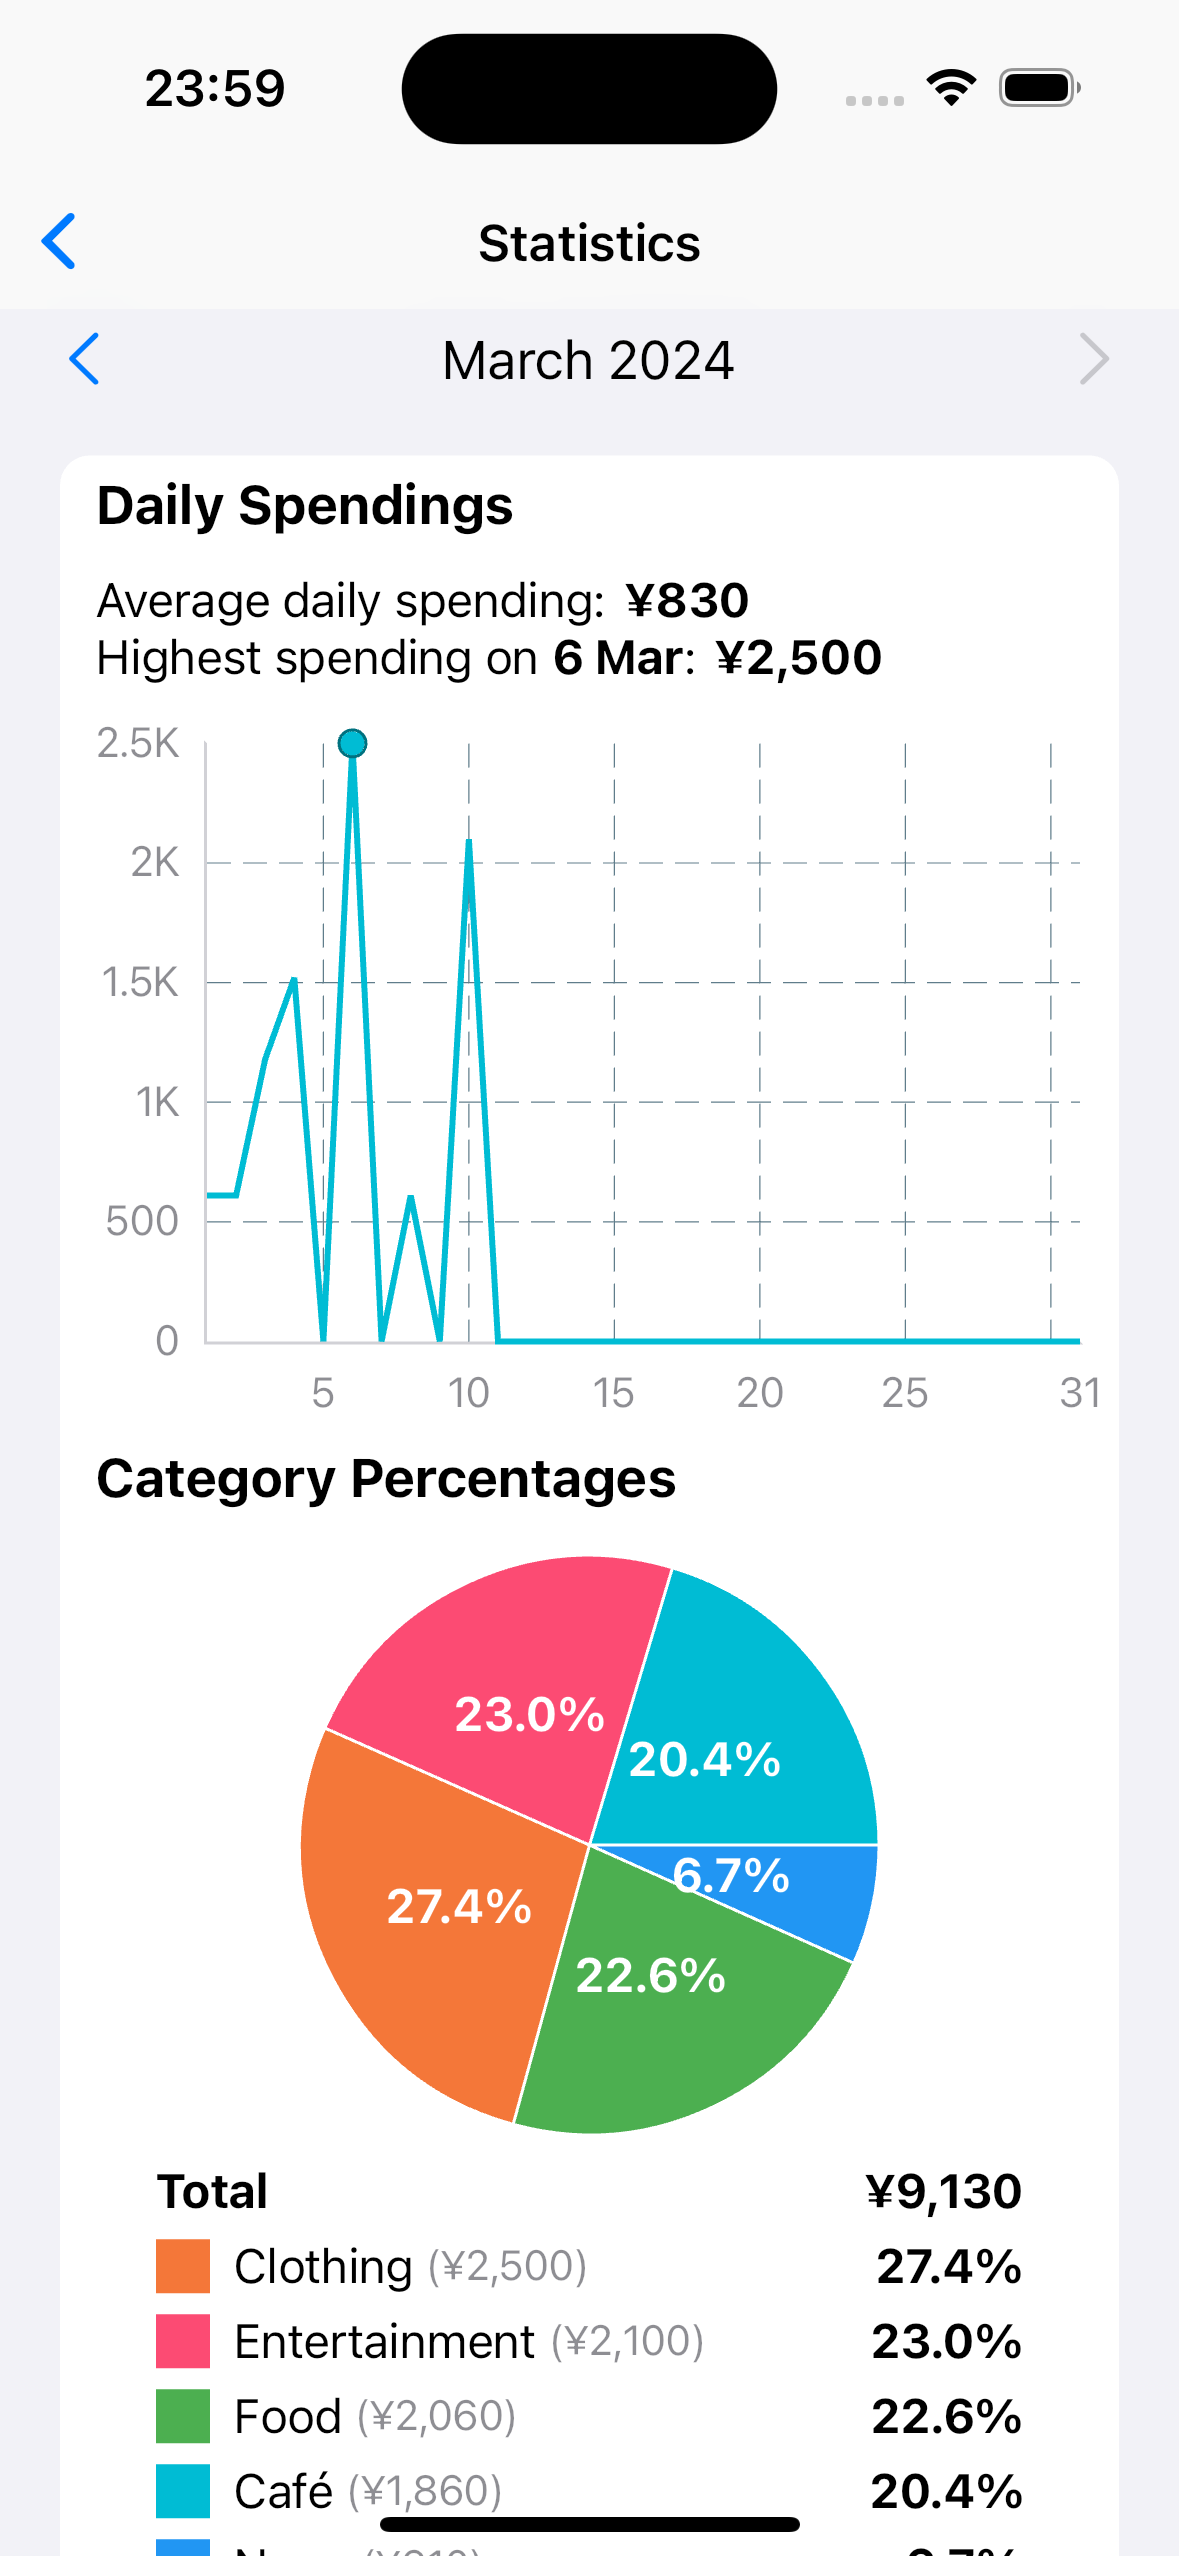 23:59
Statistics
March 2024
Daily Spendings
Average daily spending: ¥830
Highest spending on 6 Mar: ¥2,500
2.5K
2K
1.5K
1K
500
0
5 10 15 20 25 31
Category Percentages
23.0%
20.4%
6.7%
27.4%
22.6%
Total ¥9,130
Clothing (¥2,500) 27.4%
Entertainment (¥2,100) 23.0%
Food (¥2,060) 22.6%
Café (¥1,860) 20.4%